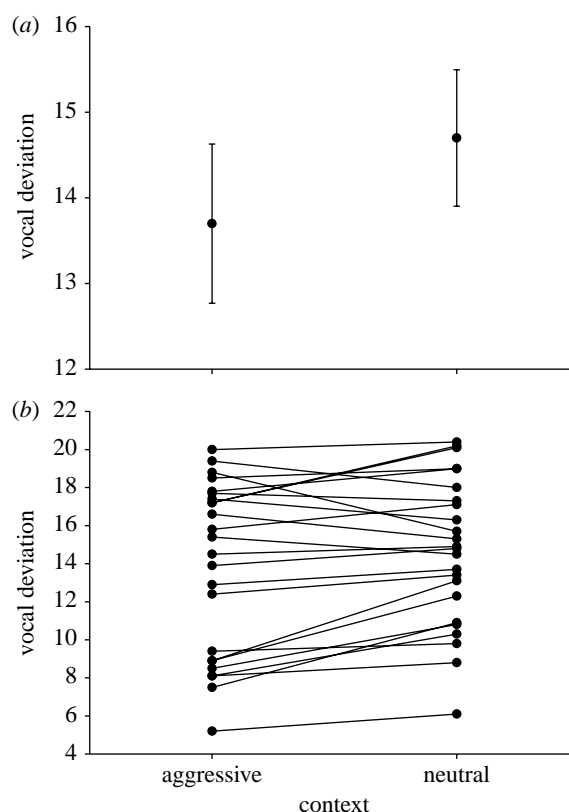 (a)
16
15
14
13
12
vocal deviation
(b)
22
20
18
16
14
12
10
8
6
4
vocal deviation
aggressive neutral
context